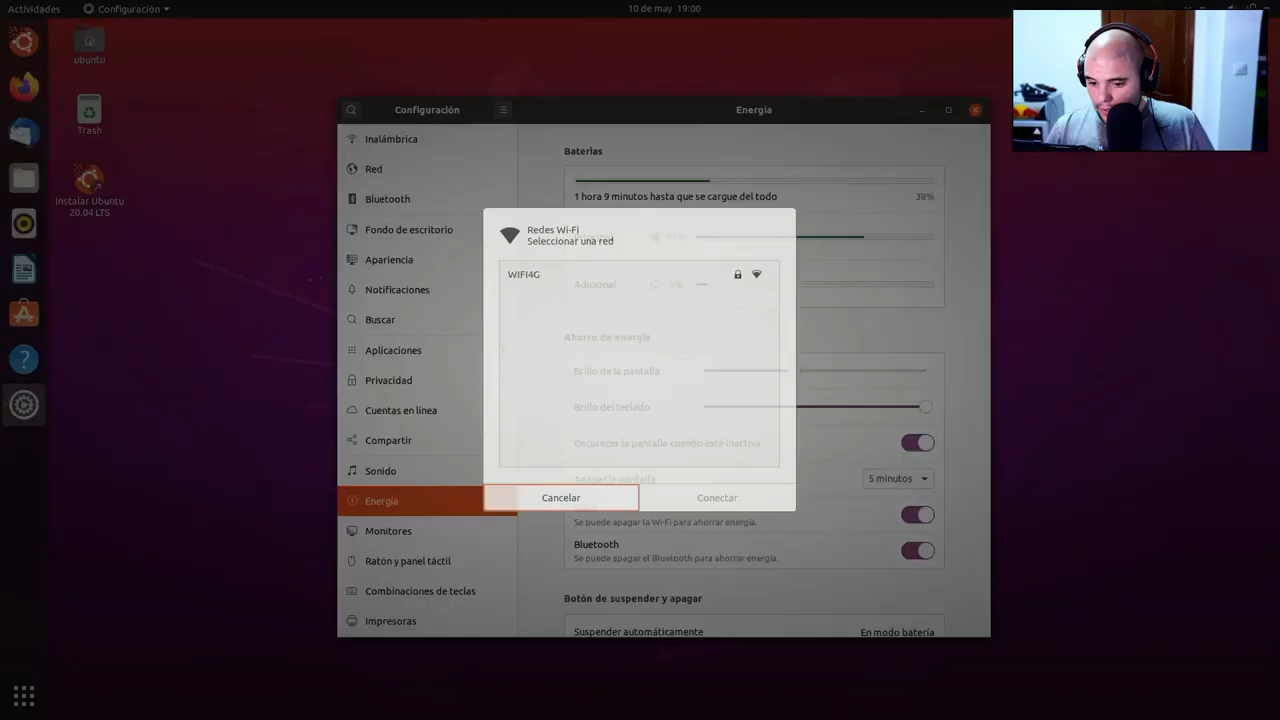 Actividades
Configuración
10 de may 19:00
ubuntu
Trash
Instalar Ubuntu
20.04 LTS
Configuración
Energía
Inalámbrica
Red
Bluetooth
Fondo de escritorio
Apariencia
Notificaciones
Buscar
Aplicaciones
Privacidad
Cuentas en línea
Compartir
Sonido
Energía
Monitores
Ratón y panel táctil
Combinaciones de teclas
Impresoras
Baterías
1 hora 9 minutos hasta que se cargue del todo
38%
Redes Wi-Fi
Seleccionar una red
WIFI4G
Adicional
Ahorro de energía
Brillo de la pantalla
Brillo del teclado
Oscurecer la pantalla cuando esté inactiva
Apagar la pantalla
5 minutos
Cancelar
Conectar
Se puede apagar la Wi-Fi para ahorrar energía.
Bluetooth
Se puede apagar el Bluetooth para ahorrar energía.
Botón de suspender y apagar
Suspender automáticamente
En modo batería